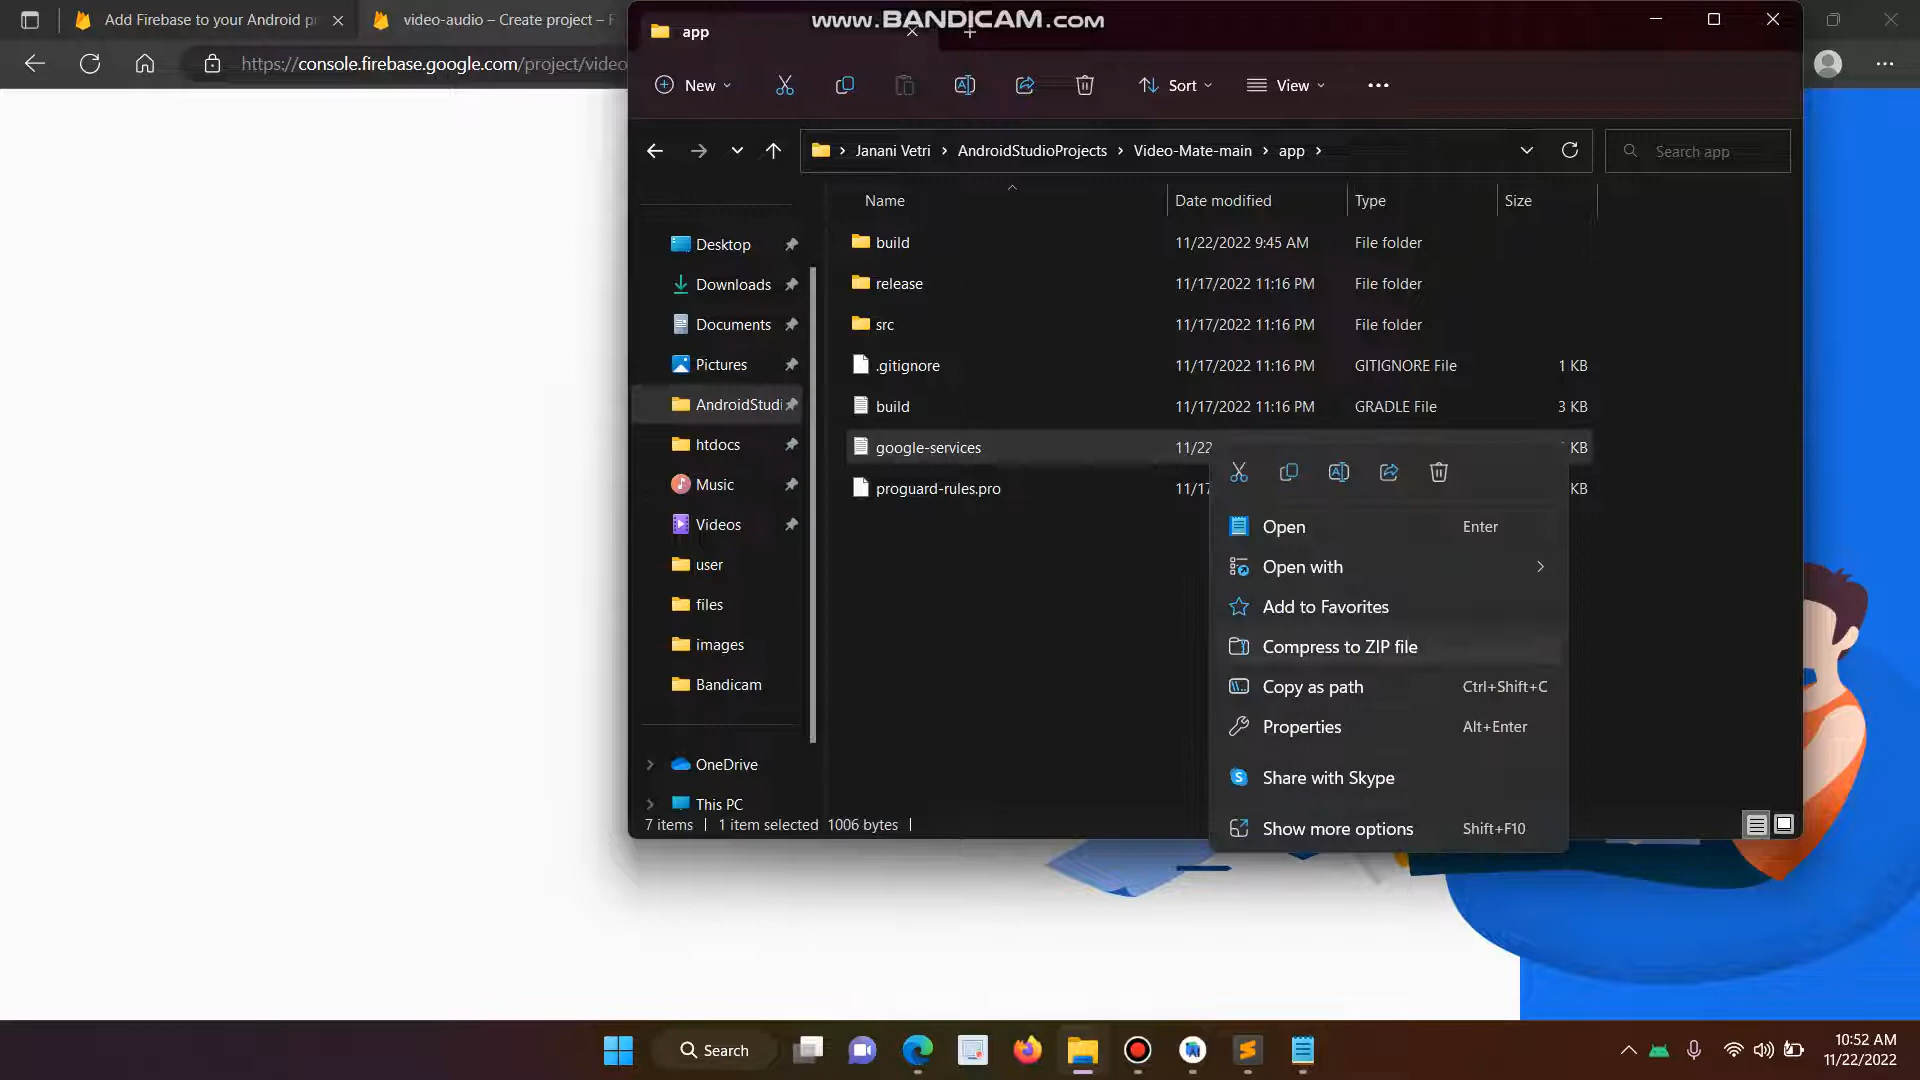 Add Firebase to your Android p
video-audio – Create project – F
https://console.firebase.google.com/project/video
www.BANDICAM.com
app
New
Sort
View
Janani Vetri > AndroidStudioProjects > Video-Mate-main > app >
Search app
Name
Date modified
Type
Size
Desktop
Downloads
Documents
Pictures
AndroidStudi
htdocs
Music
Videos
user
files
images
Bandicam
OneDrive
This PC
build 11/22/2022 9:45 AM File folder
release 11/17/2022 11:16 PM File folder
src 11/17/2022 11:16 PM File folder
.gitignore 11/17/2022 11:16 PM GITIGNORE File 1 KB
build 11/17/2022 11:16 PM GRADLE File 3 KB
google-services 11/22 KB
proguard-rules.pro 11/17 KB
Open Enter
Open with
Add to Favorites
Compress to ZIP file
Copy as path Ctrl+Shift+C
Properties Alt+Enter
Share with Skype
Show more options Shift+F10
7 items 1 item selected 1006 bytes
Search
10:52 AM
11/22/2022